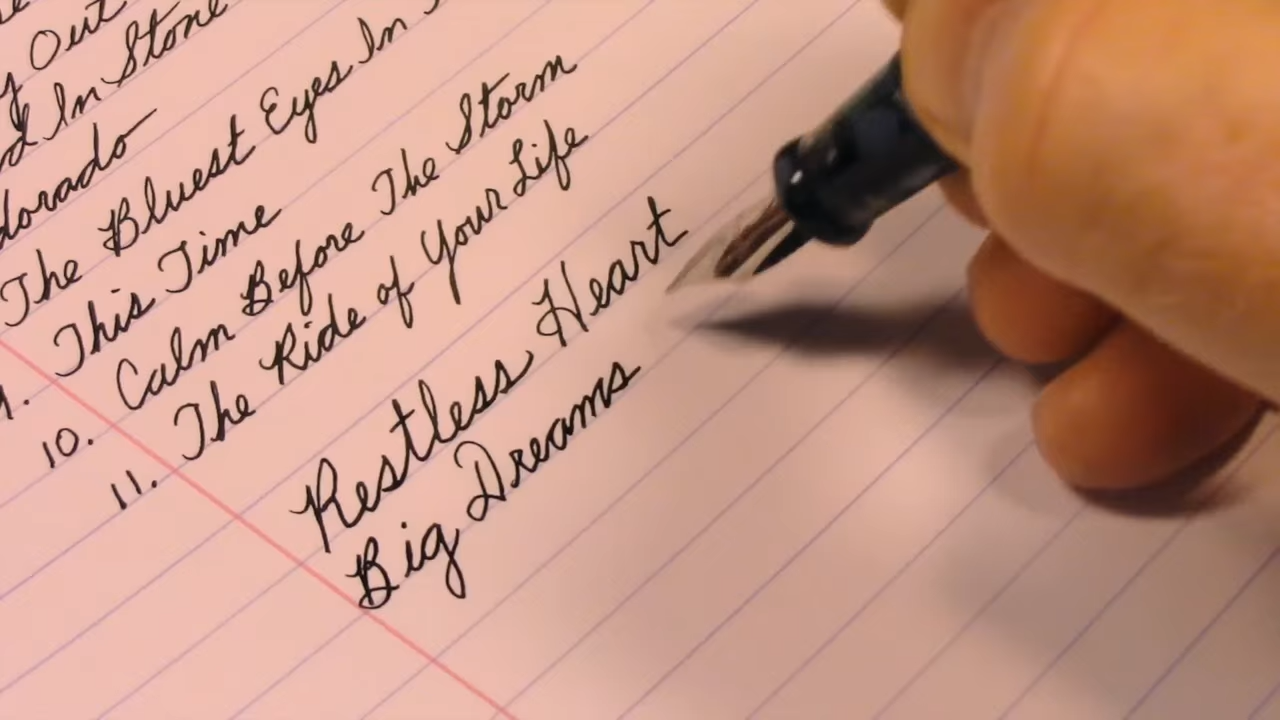 Out
In Stone
The Bluest Eyes In
9. This Time
10. Calm Before The Storm
11. The Ride of Your Life
Restless Heart
Big Dreams